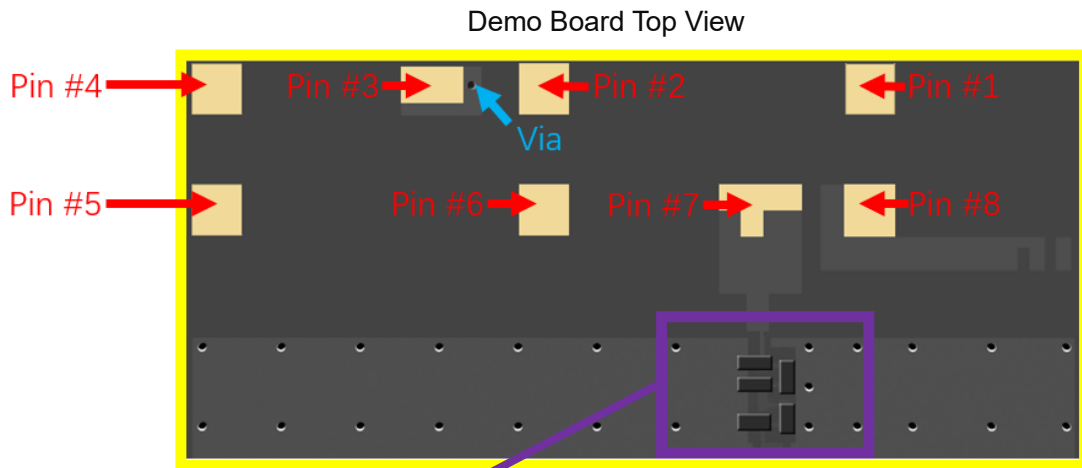 Demo Board Top View
Pin #4
Pin #3
Pin #2
Pin #1
Via
Pin #5
Pin #6
Pin #7
Pin #8